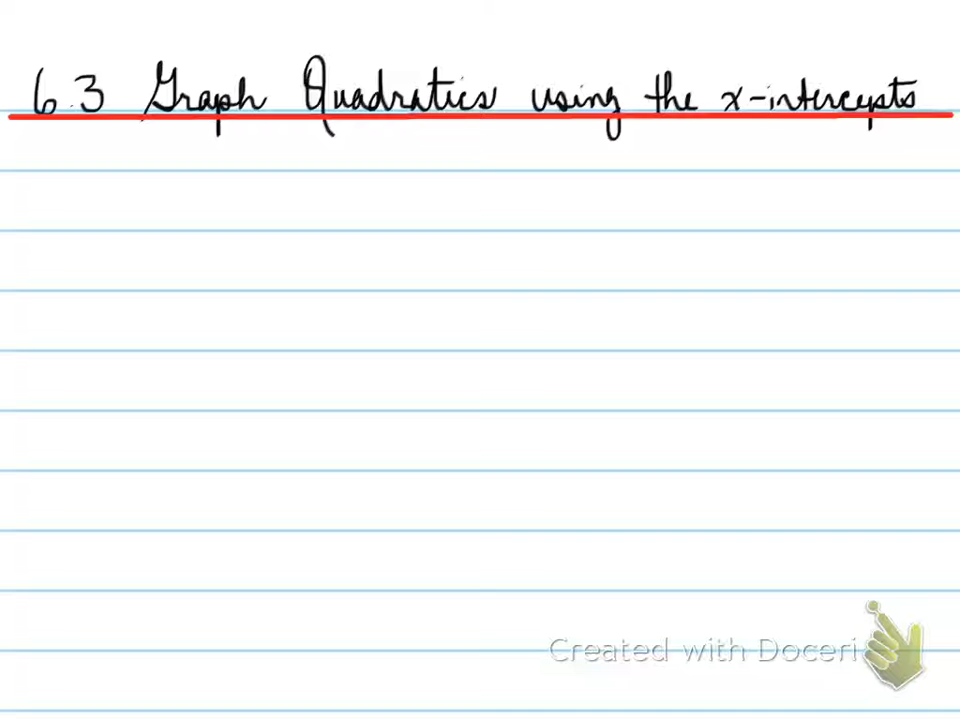 6.3 Graph Quadratics using the x-intercepts
Created with Doceri